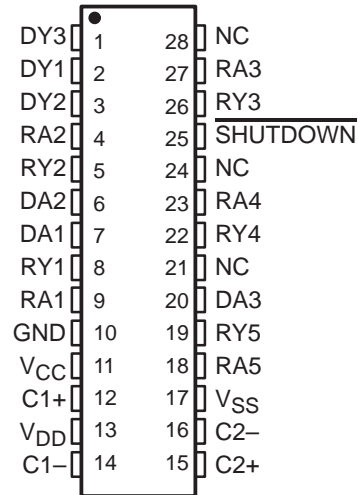 DY3 1 28 NC
DY1 2 27 RA3
DY2 3 26 RY3
RA2 4 25 SHUTDOWN
RY2 5 24 NC
DA2 6 23 RA4
DA1 7 22 RY4
RY1 8 21 NC
RA1 9 20 DA3
GND 10 19 RY5
VCC 11 18 RA5
C1+ 12 17 VSS
VDD 13 16 C2–
C1– 14 15 C2+